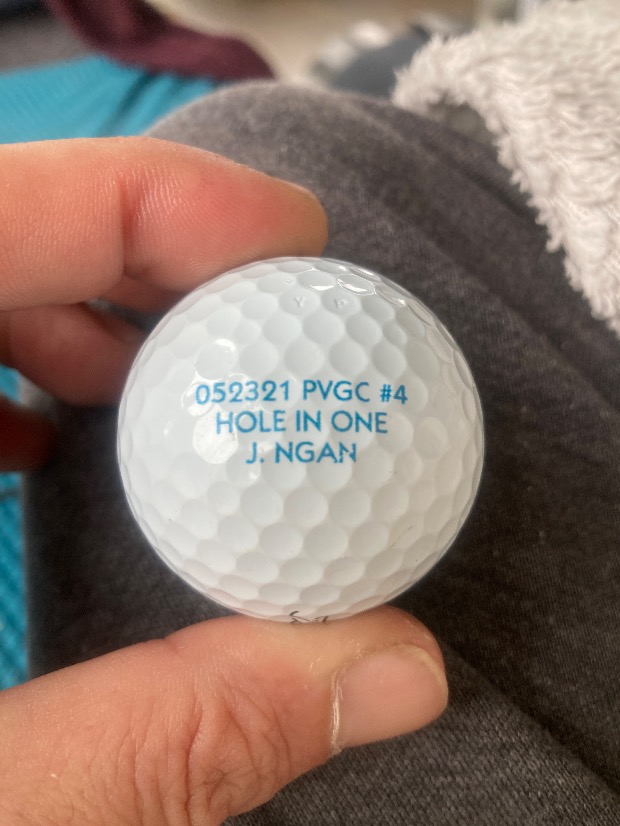 052321 PVGC #4
HOLE IN ONE
J. NGAN